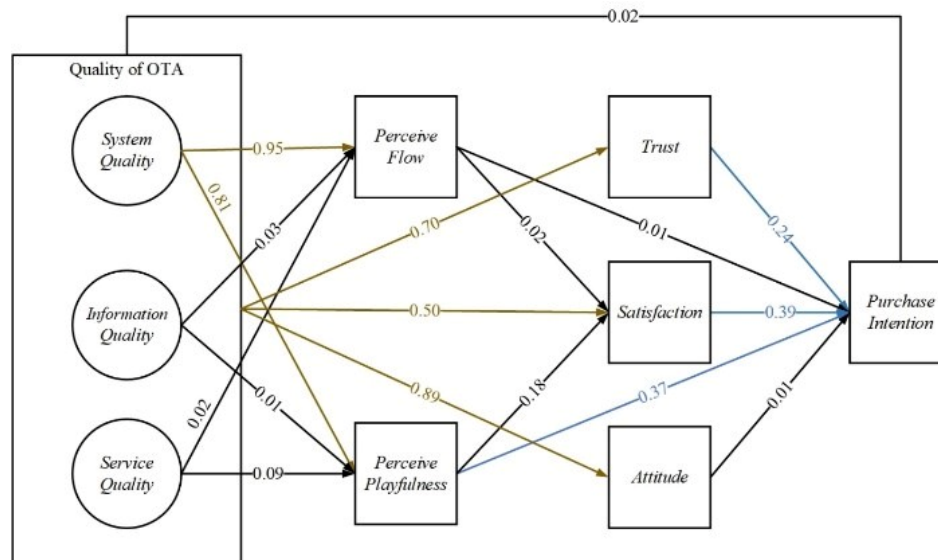 0.02
Quality of OTA
System
Quality
0.95
Perceive
Flow
Trust
0.81
0.03
0.70
0.02
0.01
0.24
Information
Quality
0.50
Satisfaction
0.39
Purchase
Intention
0.02
0.01
0.89
0.18
0.37
0.01
Service
Quality
0.09
Perceive
Playfulness
Attitude